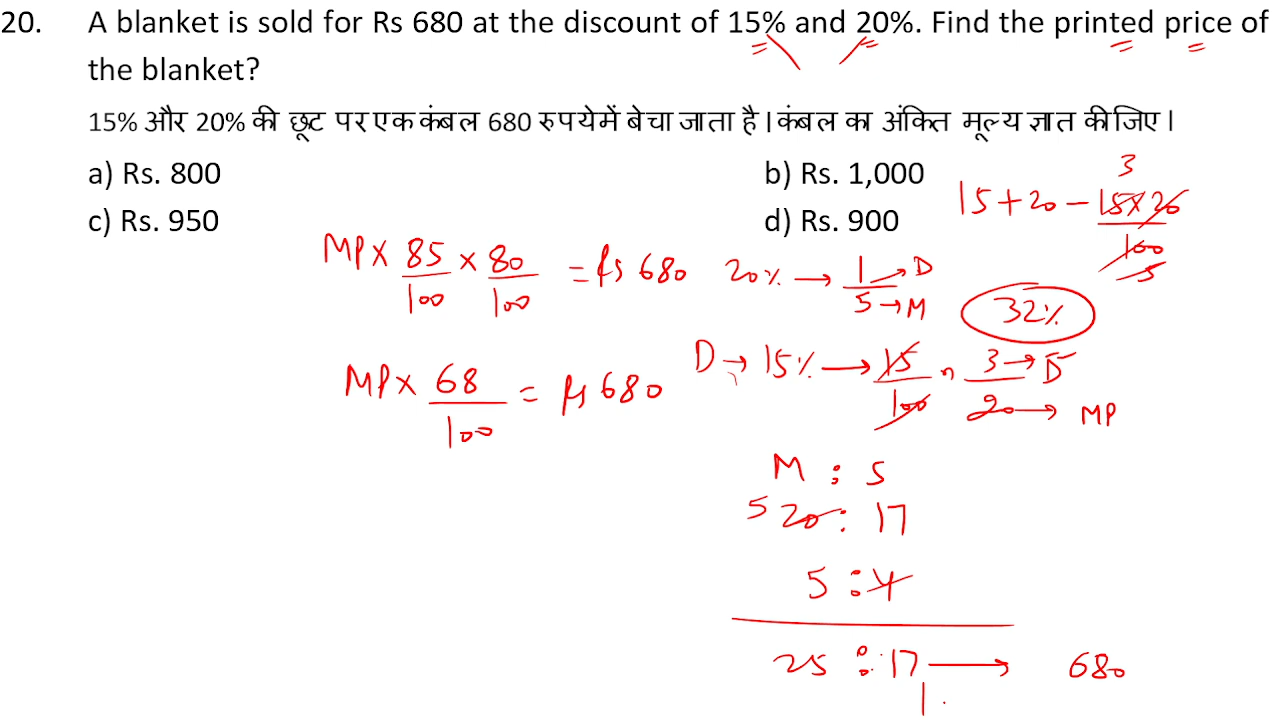 20. A blanket is sold for Rs 680 at the discount of 15% and 20%. Find the printed price of
the blanket?
15% और 20% की छूट पर एक कंबल 680 रुपये में बेचा जाता है। कंबल का अंकित मूल्य ज्ञात कीजिए।
a) Rs. 800 b) Rs. 1,000
c) Rs. 950 d) Rs. 900
15 + 20 - 15 × 20 / 100
3
5
MP × 85/100 × 80/100 = Rs 680
20% → 1/5 → D
→ M
32%
MP × 68/100 = Rs 680
D → 15% → 15/100 , 3/20 → D
→ MP
M : S
5 20 : 17
5 : 4
25 : 17 → 680
1